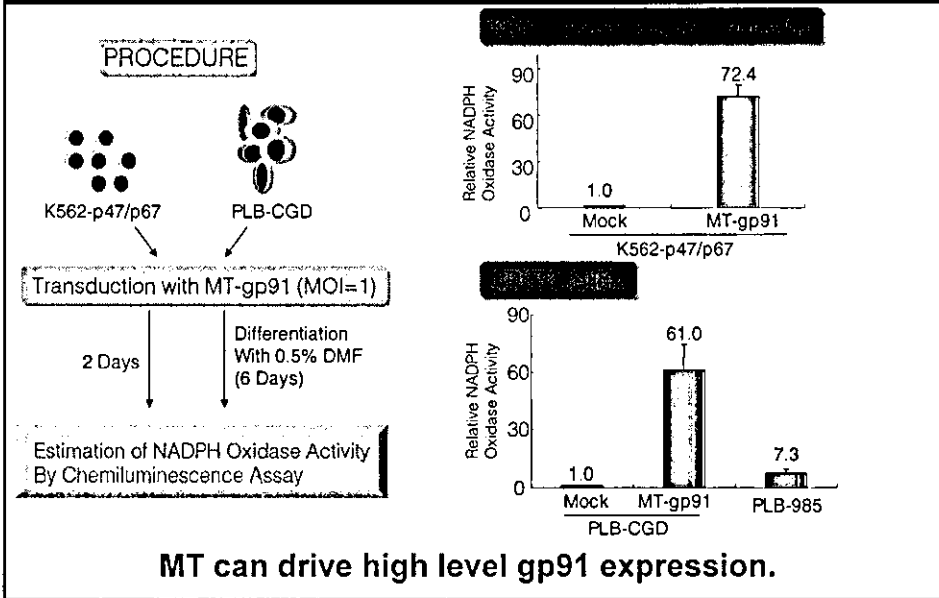 PROCEDURE
K562-p47/p67
PLB-CGD
Transduction with MT-gp91 (MOI=1)
2 Days
Differentiation
With 0.5% DMF
(6 Days)
Estimation of NADPH Oxidase Activity
By Chemiluminescence Assay
Relative NADPH
Oxidase Activity
90
60
30
0
1.0
72.4
Mock
MT-gp91
K562-p47/p67
Relative NADPH
Oxidase Activity
90
60
30
0
1.0
61.0
7.3
Mock
MT-gp91
PLB-985
PLB-CGD
MT can drive high level gp91 expression.